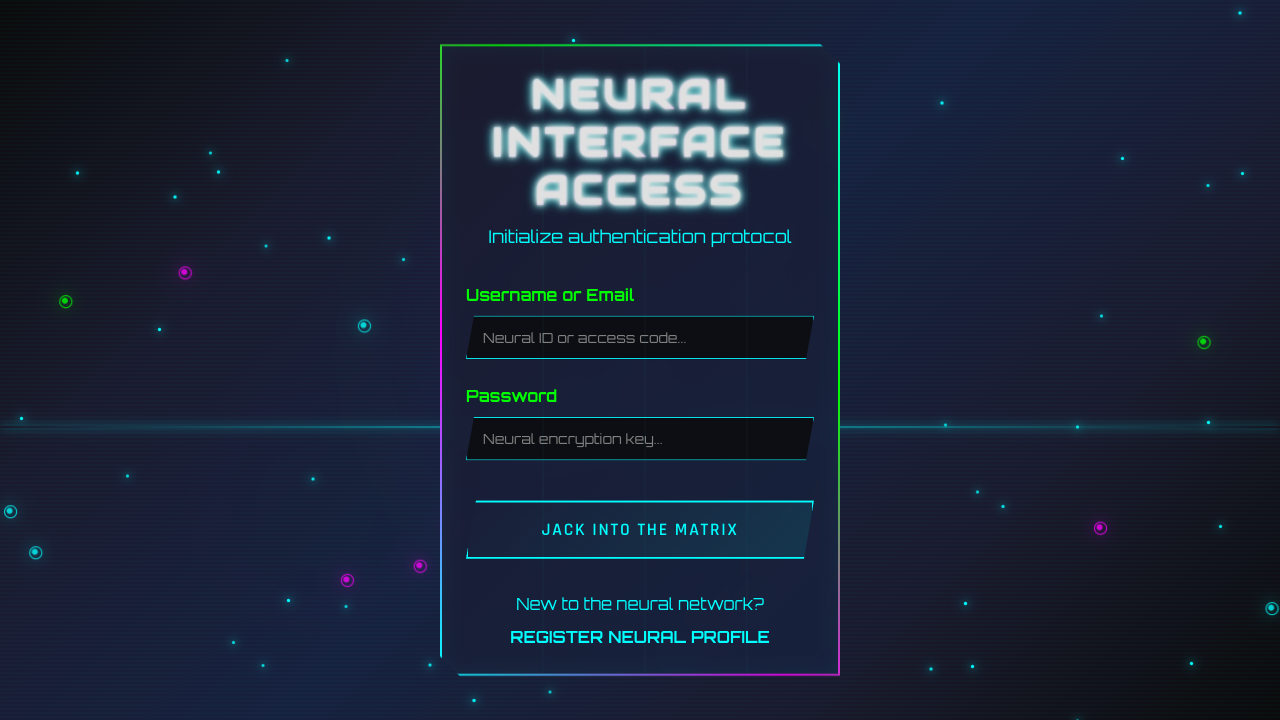 NEURAL
INTERFACE
ACCESS
Initialize authentication protocol
Username or Email
Neural ID or access code...
Password
Neural encryption key...
JACK INTO THE MATRIX
New to the neural network?
REGISTER NEURAL PROFILE